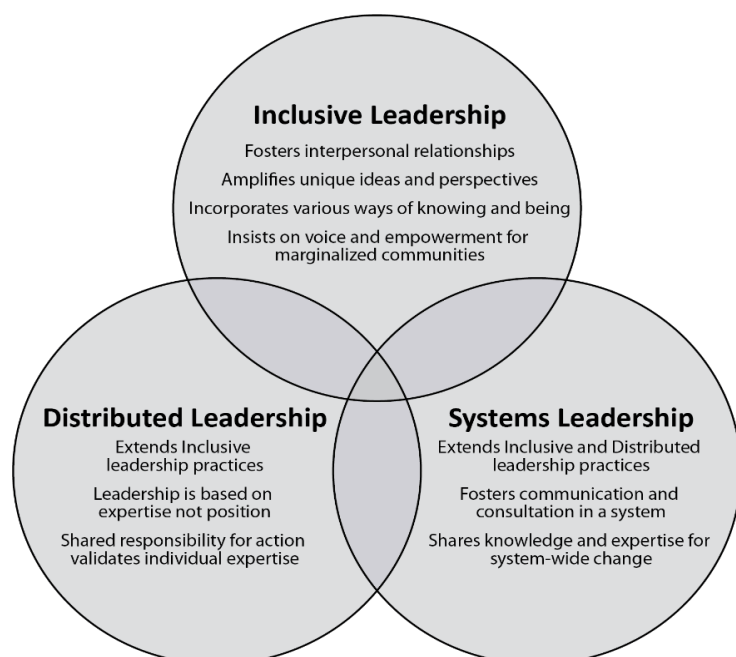 Inclusive Leadership
Fosters interpersonal relationships
Amplifies unique ideas and perspectives
Incorporates various ways of knowing and being
Insists on voice and empowerment for
marginalized communities
Distributed Leadership
Extends Inclusive
leadership practices
Leadership is based on
expertise not position
Shared responsibility for action
validates individual expertise
Systems Leadership
Extends Inclusive and Distributed
leadership practices
Fosters communication and
consultation in a system
Shares knowledge and expertise for
system-wide change